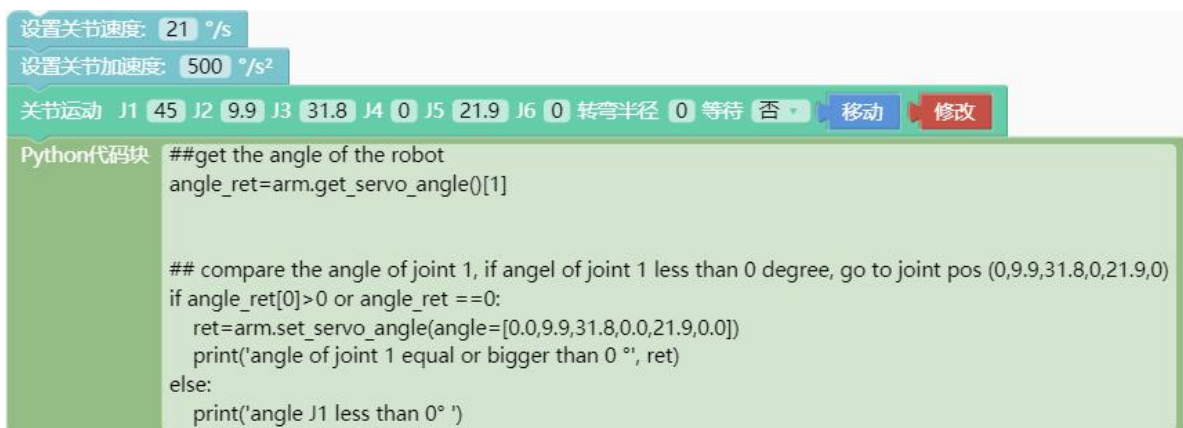 设置关节速度: 21 °/s
设置关节加速度: 500 °/s²
关节运动 J1 45 J2 9.9 J3 31.8 J4 0 J5 21.9 J6 0 转弯半径 0 等待 否 移动 修改
Python代码块 ##get the angle of the robot
angle_ret=arm.get_servo_angle()[1]
## compare the angle of joint 1, if angel of joint 1 less than 0 degree, go to joint pos (0,9.9,31.8,0,21.9,0)
if angle_ret[0]>0 or angle_ret ==0:
ret=arm.set_servo_angle(angle=[0.0,9.9,31.8,0.0,21.9,0.0])
print('angle of joint 1 equal or bigger than 0 °', ret)
else:
print('angle J1 less than 0° ')